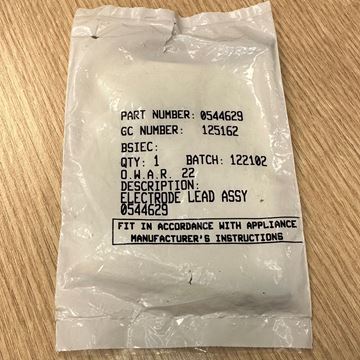 PART NUMBER: 0544629
GC NUMBER: 125162
BSIEC:
QTY: 1 BATCH: 122102
O.W.A.R. 22
DESCRIPTION:
ELECTRODE LEAD ASSY
0544629
FIT IN ACCORDANCE WITH APPLIANCE
MANUFACTURER'S INSTRUCTIONS